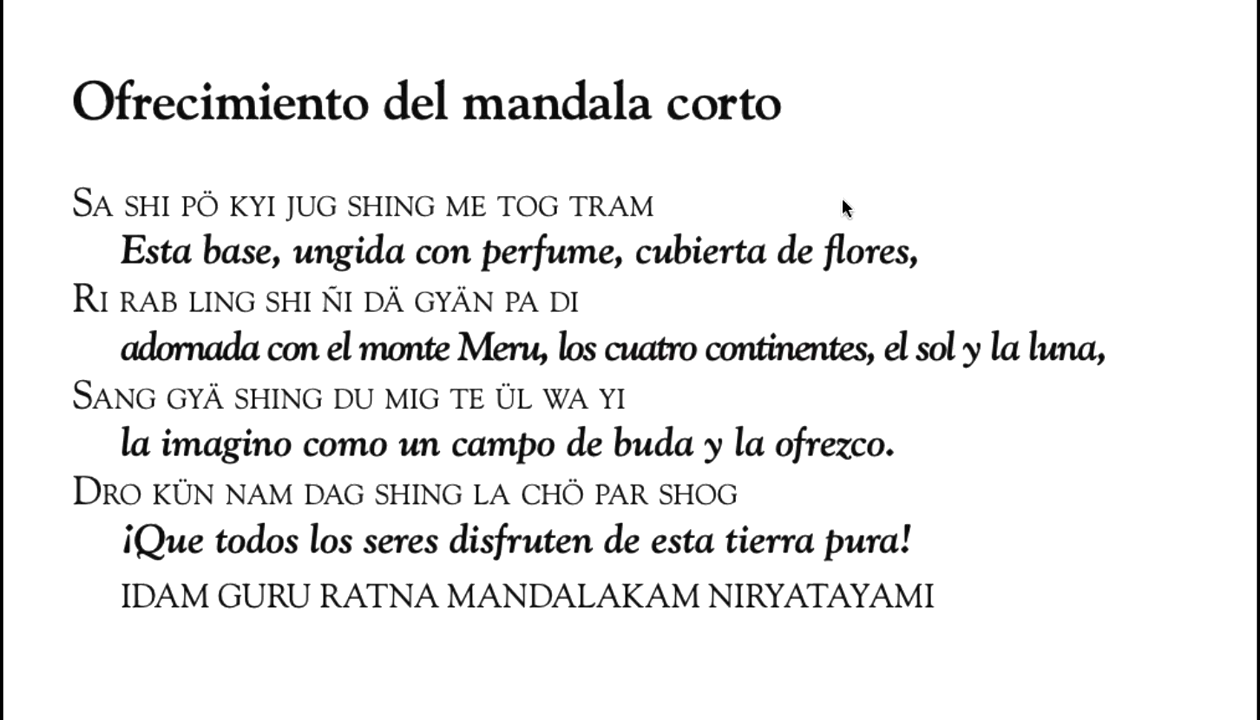 Ofrecimiento del mandala corto
SA SHI PÖ KYI JUG SHING ME TOG TRAM
Esta base, ungida con perfume, cubierta de flores,
RI RAB LING SHI ÑI DÄ GYÄN PA DI
adornada con el monte Meru, los cuatro continentes, el sol y la luna,
SANG GYÄ SHING DU MIG TE ÜL WA YI
la imagino como un campo de buda y la ofrezco.
DRO KÜN NAM DAG SHING LA CHÖ PAR SHOG
¡Que todos los seres disfruten de esta tierra pura!
IDAM GURU RATNA MANDALAKAM NIRYATAYAMI